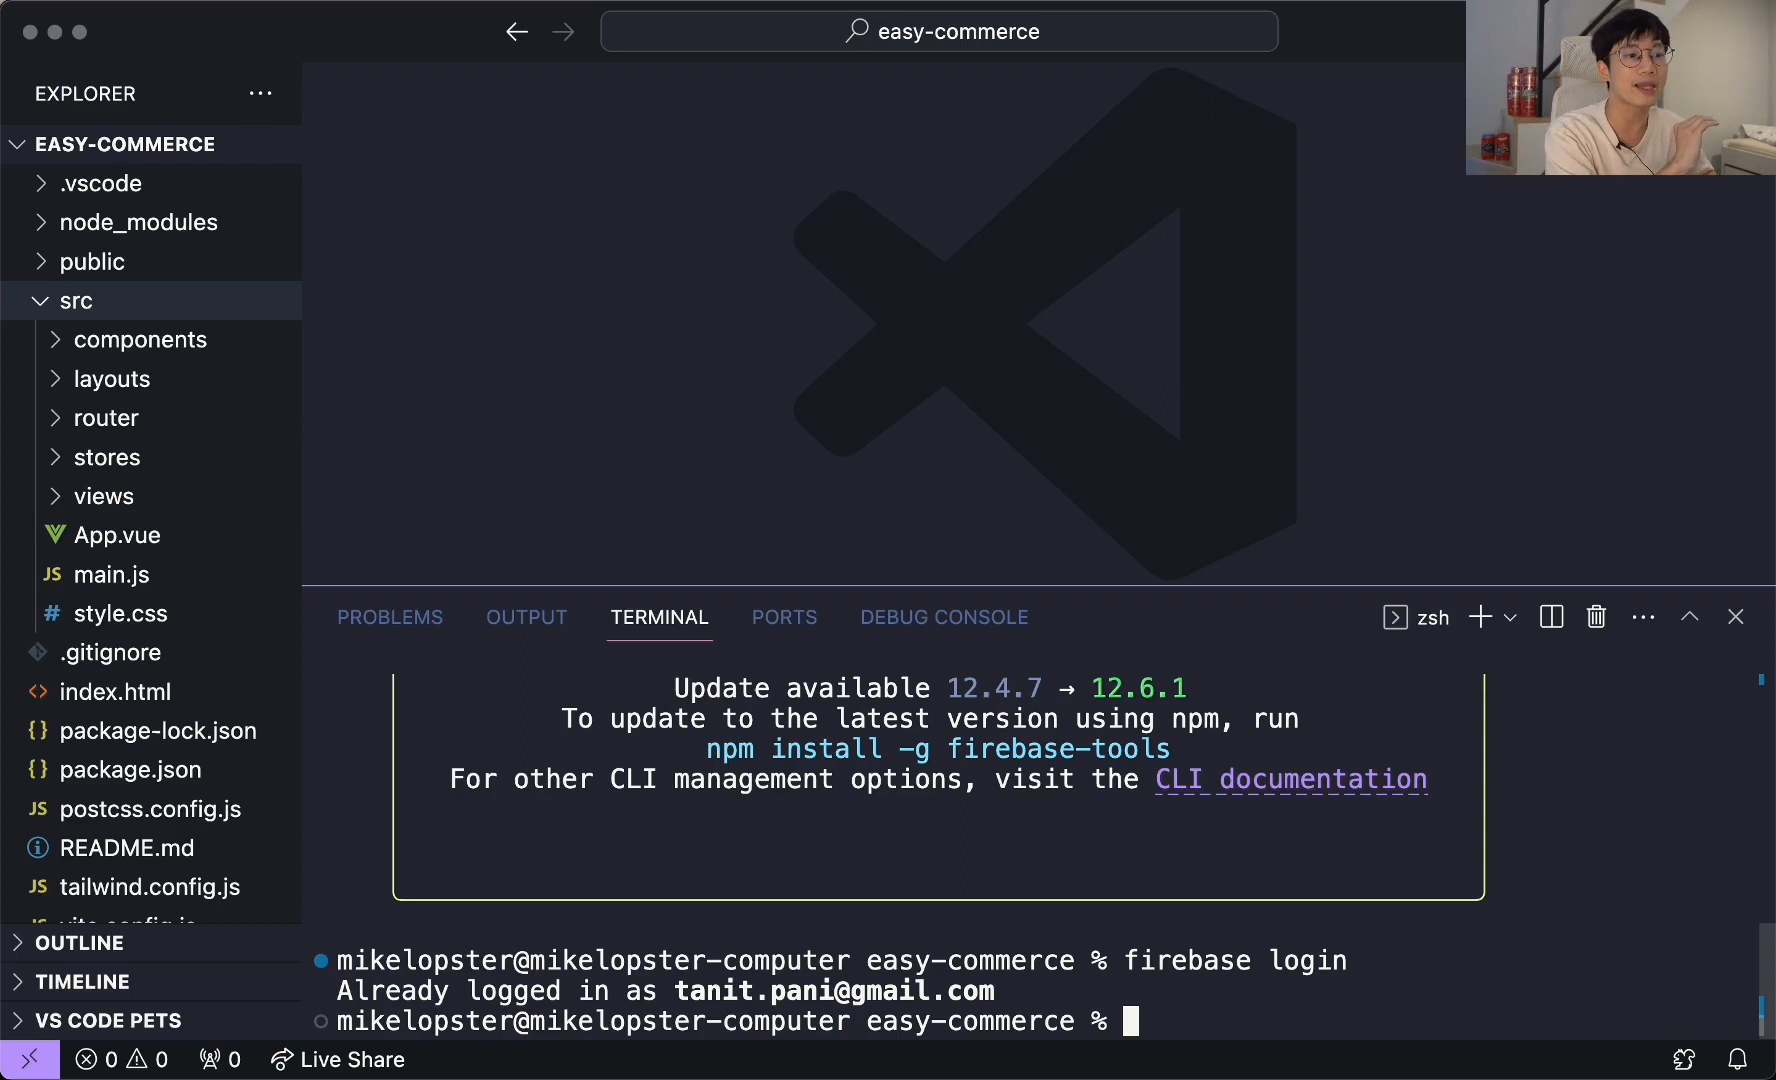 easy-commerce
EXPLORER
EASY-COMMERCE
.vscode
node_modules
public
src
components
layouts
router
stores
views
App.vue
JS main.js
# style.css
.gitignore
<> index.html
{} package-lock.json
{} package.json
JS postcss.config.js
README.md
JS tailwind.config.js
OUTLINE
TIMELINE
VS CODE PETS
PROBLEMS OUTPUT TERMINAL PORTS DEBUG CONSOLE zsh
Update available 12.4.7 → 12.6.1
To update to the latest version using npm, run
npm install -g firebase-tools
For other CLI management options, visit the CLI documentation
mikelopster@mikelopster-computer easy-commerce % firebase login
Already logged in as tanit.pani@gmail.com
mikelopster@mikelopster-computer easy-commerce %
0 0 0 Live Share